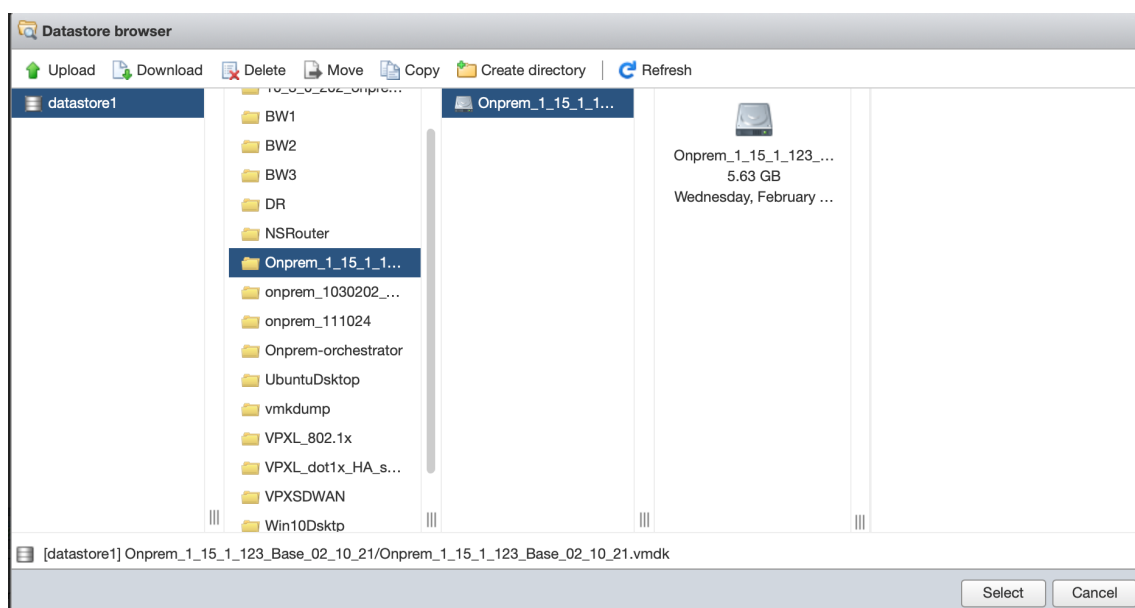 Datastore browser
Upload Download Delete Move Copy Create directory Refresh
datastore1
BW1
BW2
BW3
DR
NSRouter
Onprem_1_15_1_1...
onprem_1030202_...
onprem_111024
Onprem-orchestrator
UbuntuDsktop
vmkdump
VPXL_802.1x
VPXL_dot1x_HA_s...
VPXSDWAN
Win10Dsktp
Onprem_1_15_1_1...
Onprem_1_15_1_123_...
5.63 GB
Wednesday, February ...
[datastore1] Onprem_1_15_1_123_Base_02_10_21/Onprem_1_15_1_123_Base_02_10_21.vmdk
Select Cancel